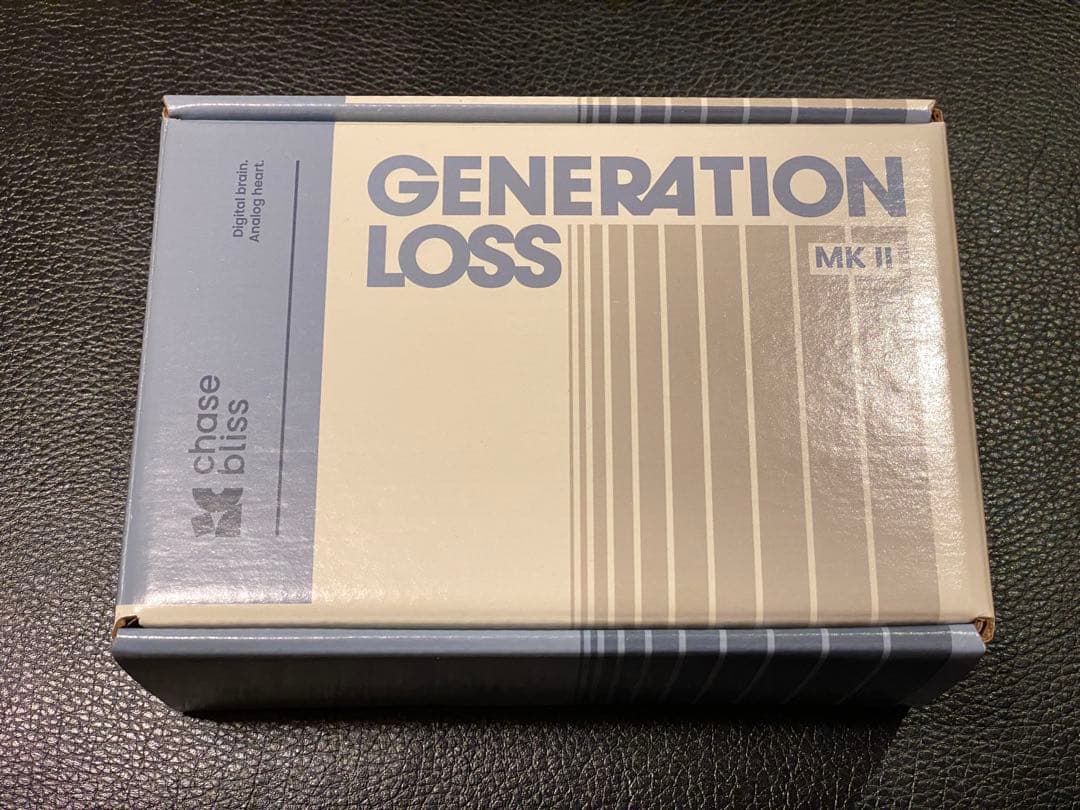 GENERATION
LOSS
MK II
Digital brain.
Analog heart.
chase
bliss